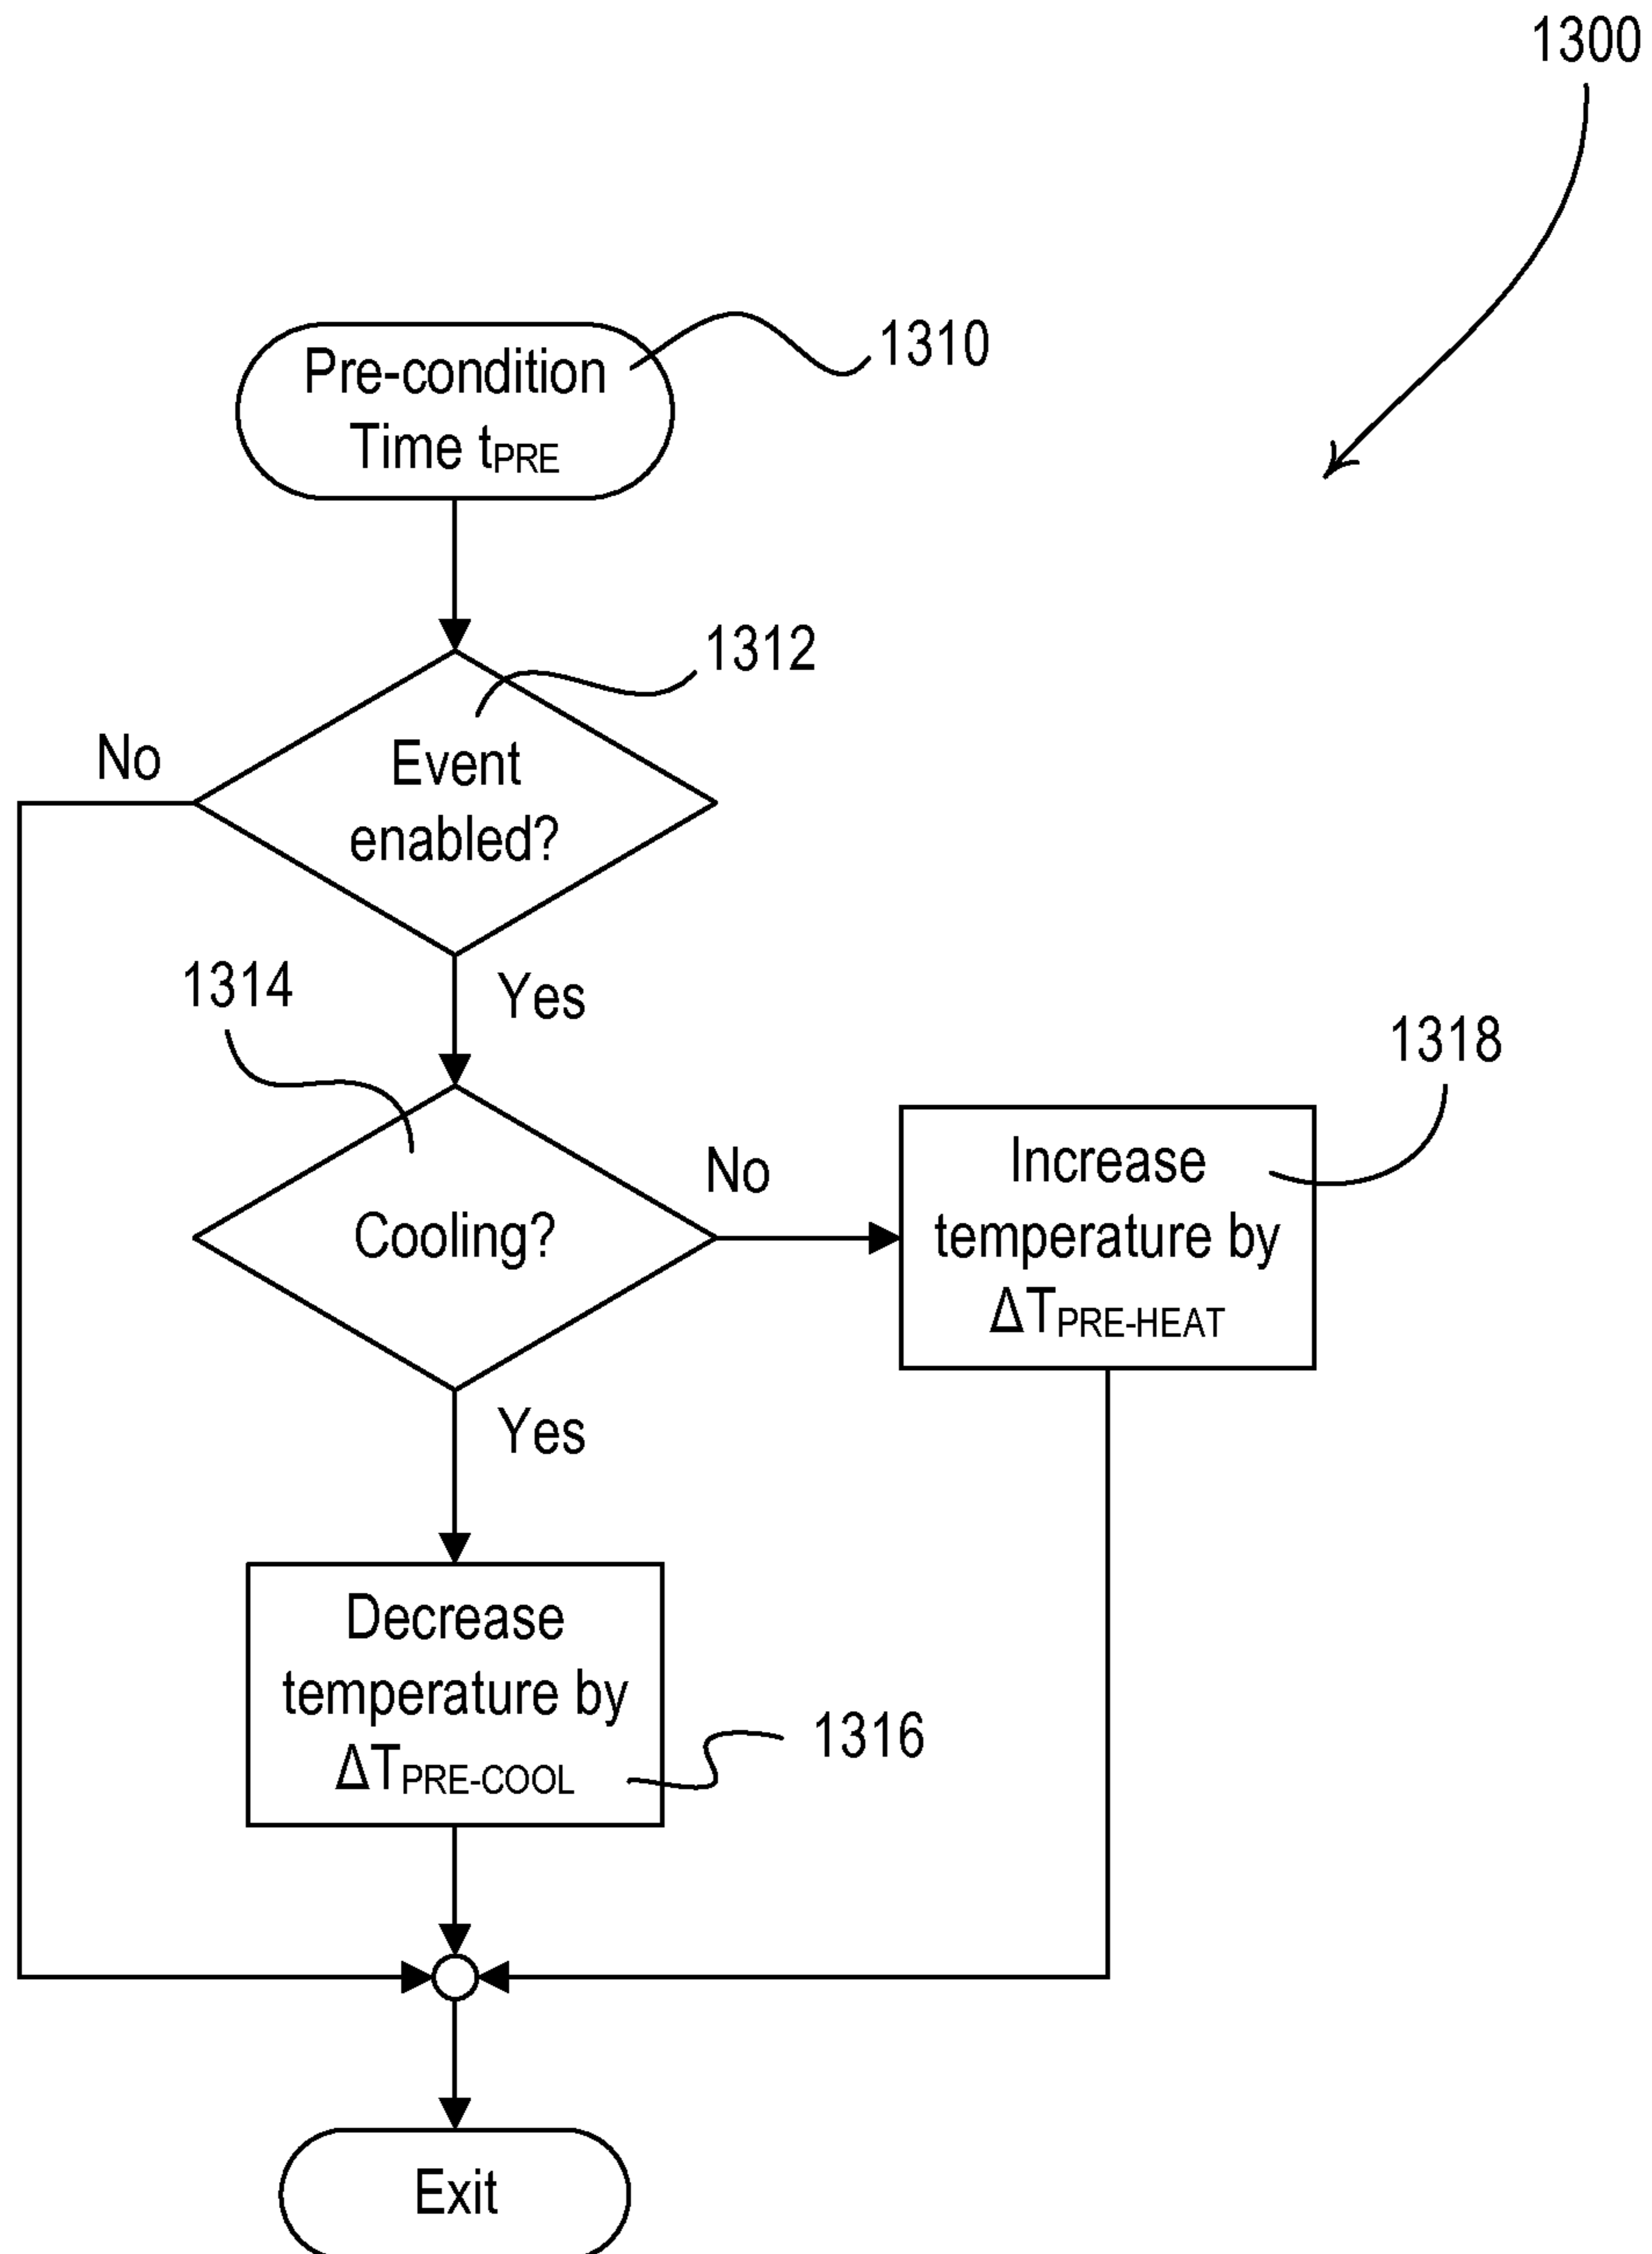 1300
Pre-condition
Time tPRE
1310
1312
Event
enabled?
No
Yes
1314
Cooling?
No
1318
Increase
temperature by
ΔTPRE-HEAT
Yes
Decrease
temperature by
ΔTPRE-COOL
1316
Exit